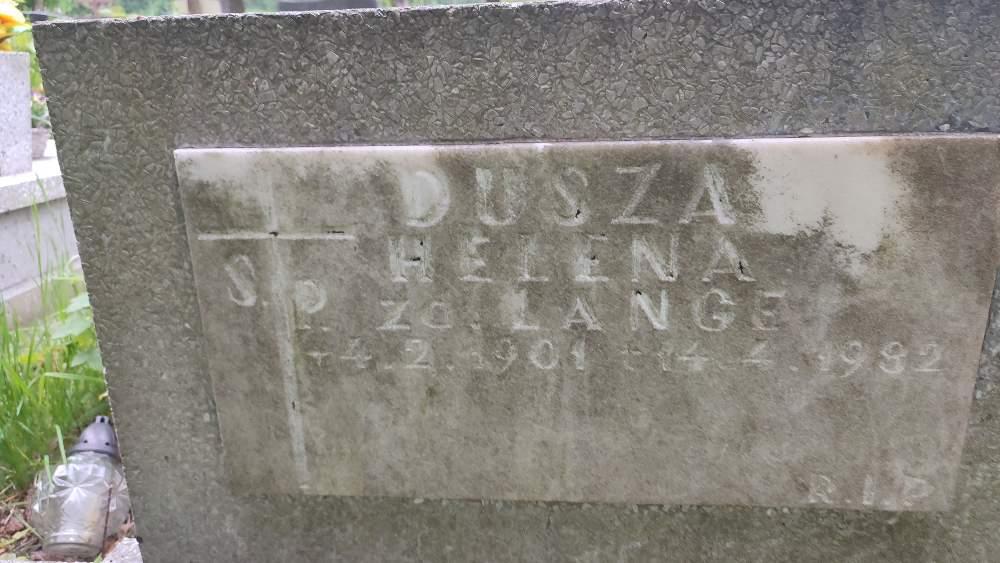 DUSZA
HELENA
Ś. P. ZD. LANGE
* 4.2.1901 + 14.4.1982
R.I.P